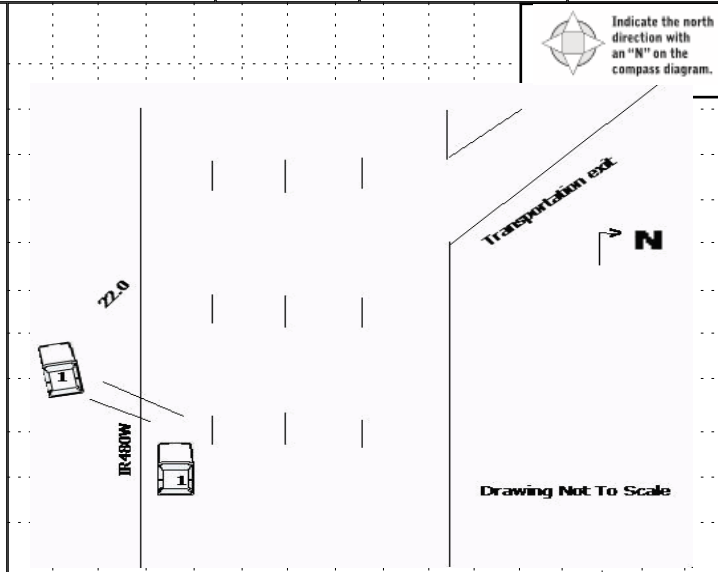 Indicate the north
direction with
an “N” on the
compass diagram.
Transportation exit
N
22.0
1
IR480W
1
Drawing Not To Scale